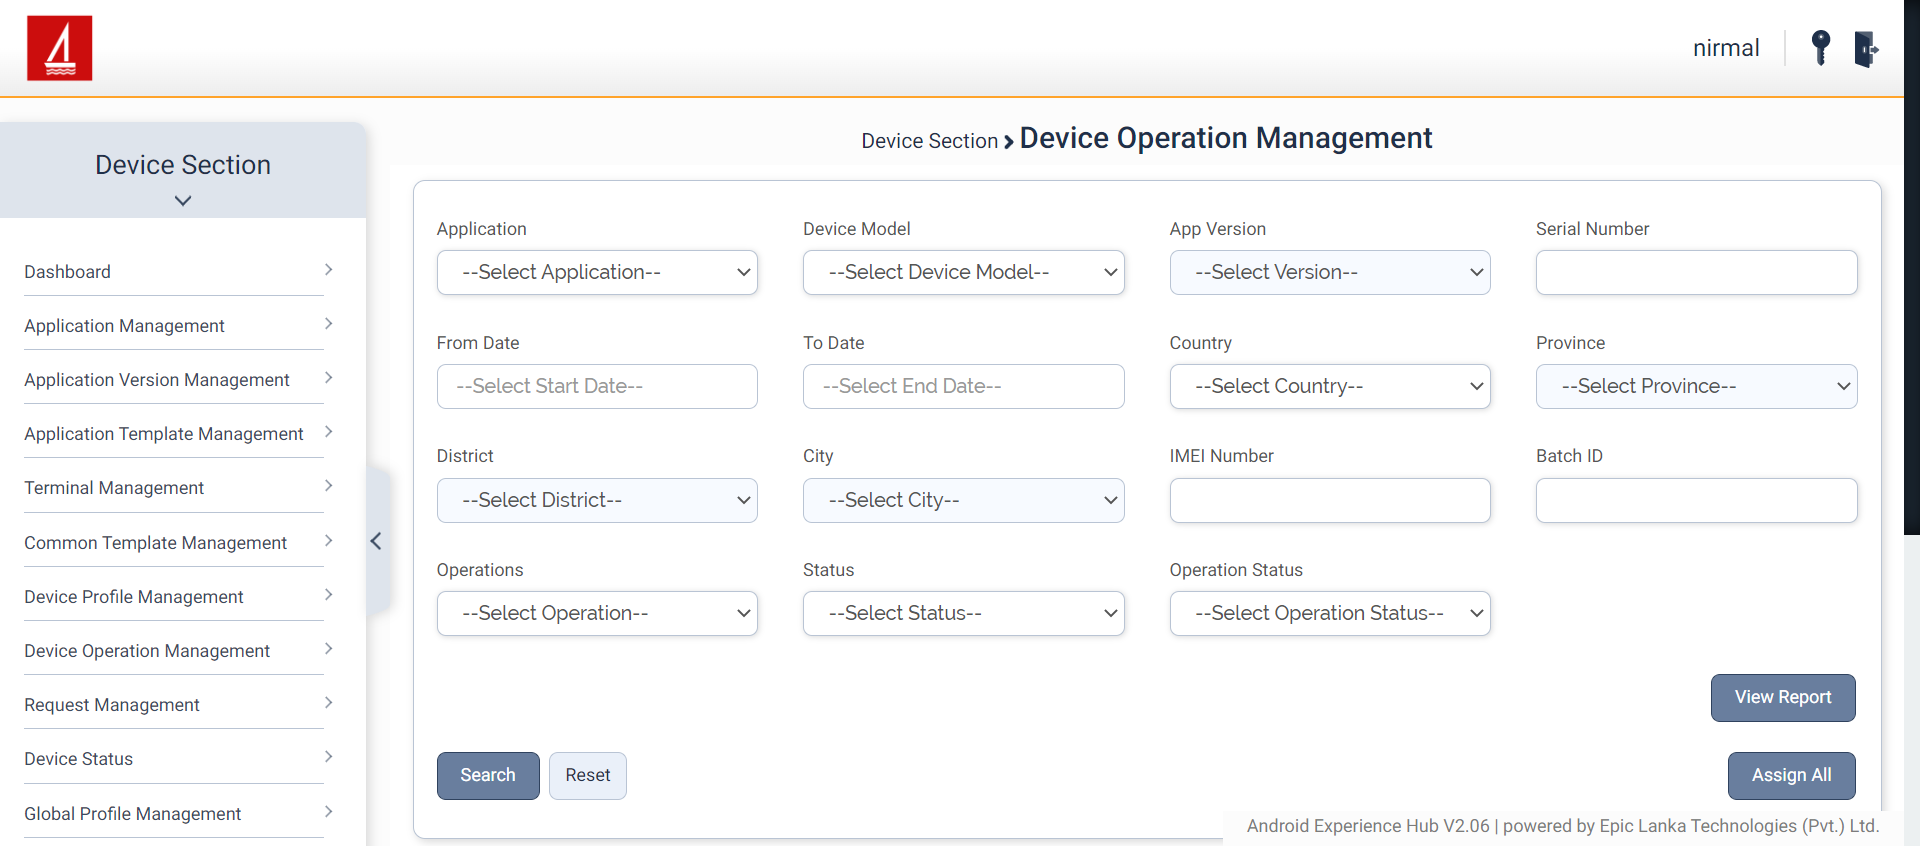 nirmal
Device Section
Device Section Device Operation Management
Dashboard
Application Management
Application Version Management
Application Template Management
Terminal Management
Common Template Management
Device Profile Management
Device Operation Management
Request Management
Device Status
Global Profile Management
Application Device Model App Version Serial Number
--Select Application-- --Select Device Model-- --Select Version--
From Date To Date Country Province
--Select Start Date-- --Select End Date-- --Select Country-- --Select Province--
District City IMEI Number Batch ID
--Select District-- --Select City--
Operations Status Operation Status
--Select Operation-- --Select Status-- --Select Operation Status--
View Report
Search Reset Assign All
Android Experience Hub V2.06 | powered by Epic Lanka Technologies (Pvt.) Ltd.